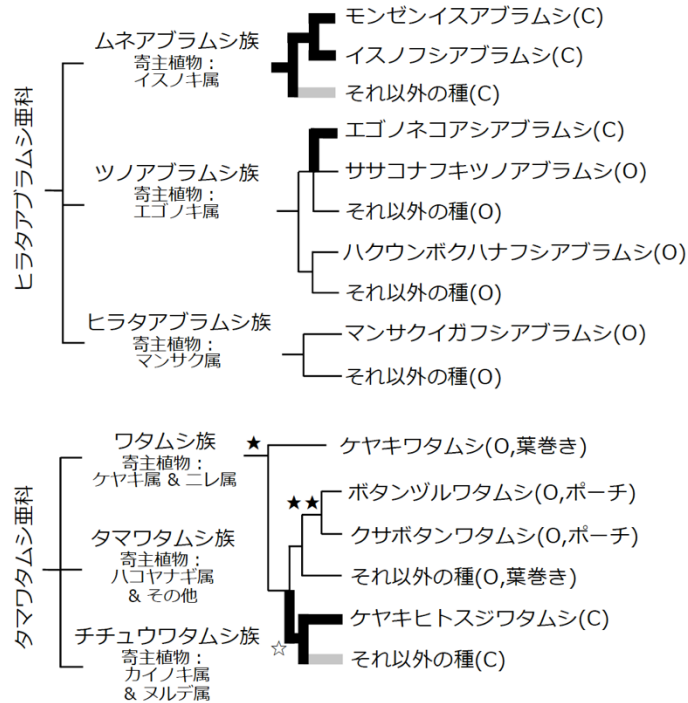 ヒラタアブラムシ亜科
ムネアブラムシ族
寄主植物：
イスノキ属
モンゼンイスアブラムシ(C)
イスノフシアブラムシ(C)
それ以外の種(C)
ツノアブラムシ族
寄主植物：
エゴノキ属
エゴノネコアシアブラムシ(C)
ササコナフキツノアブラムシ(O)
それ以外の種(O)
ハクウンボクハナフシアブラムシ(O)
それ以外の種(O)
ヒラタアブラムシ族
寄主植物：
マンサク属
マンサクイガフシアブラムシ(O)
それ以外の種(O)
タマワタムシ亜科
ワタムシ族
寄主植物：
ケヤキ属 & ニレ属
★
ケヤキワタムシ(O,葉巻き)
★★
ボタンヅルワタムシ(O,ポーチ)
クサボタンワタムシ(O,ポーチ)
それ以外の種(O,葉巻き)
タマワタムシ族
寄主植物：
ハコヤナギ属
& その他
☆
ケヤキヒトスジワタムシ(C)
それ以外の種(C)
チチュウワタムシ族
寄主植物：
カイノキ属
& ヌルデ属